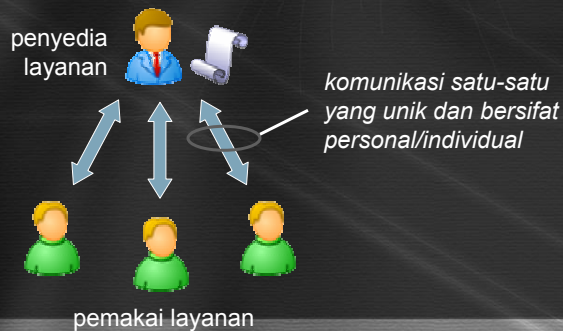 penyedia
layanan
komunikasi satu-satu
yang unik dan bersifat
personal/individual
pemakai layanan